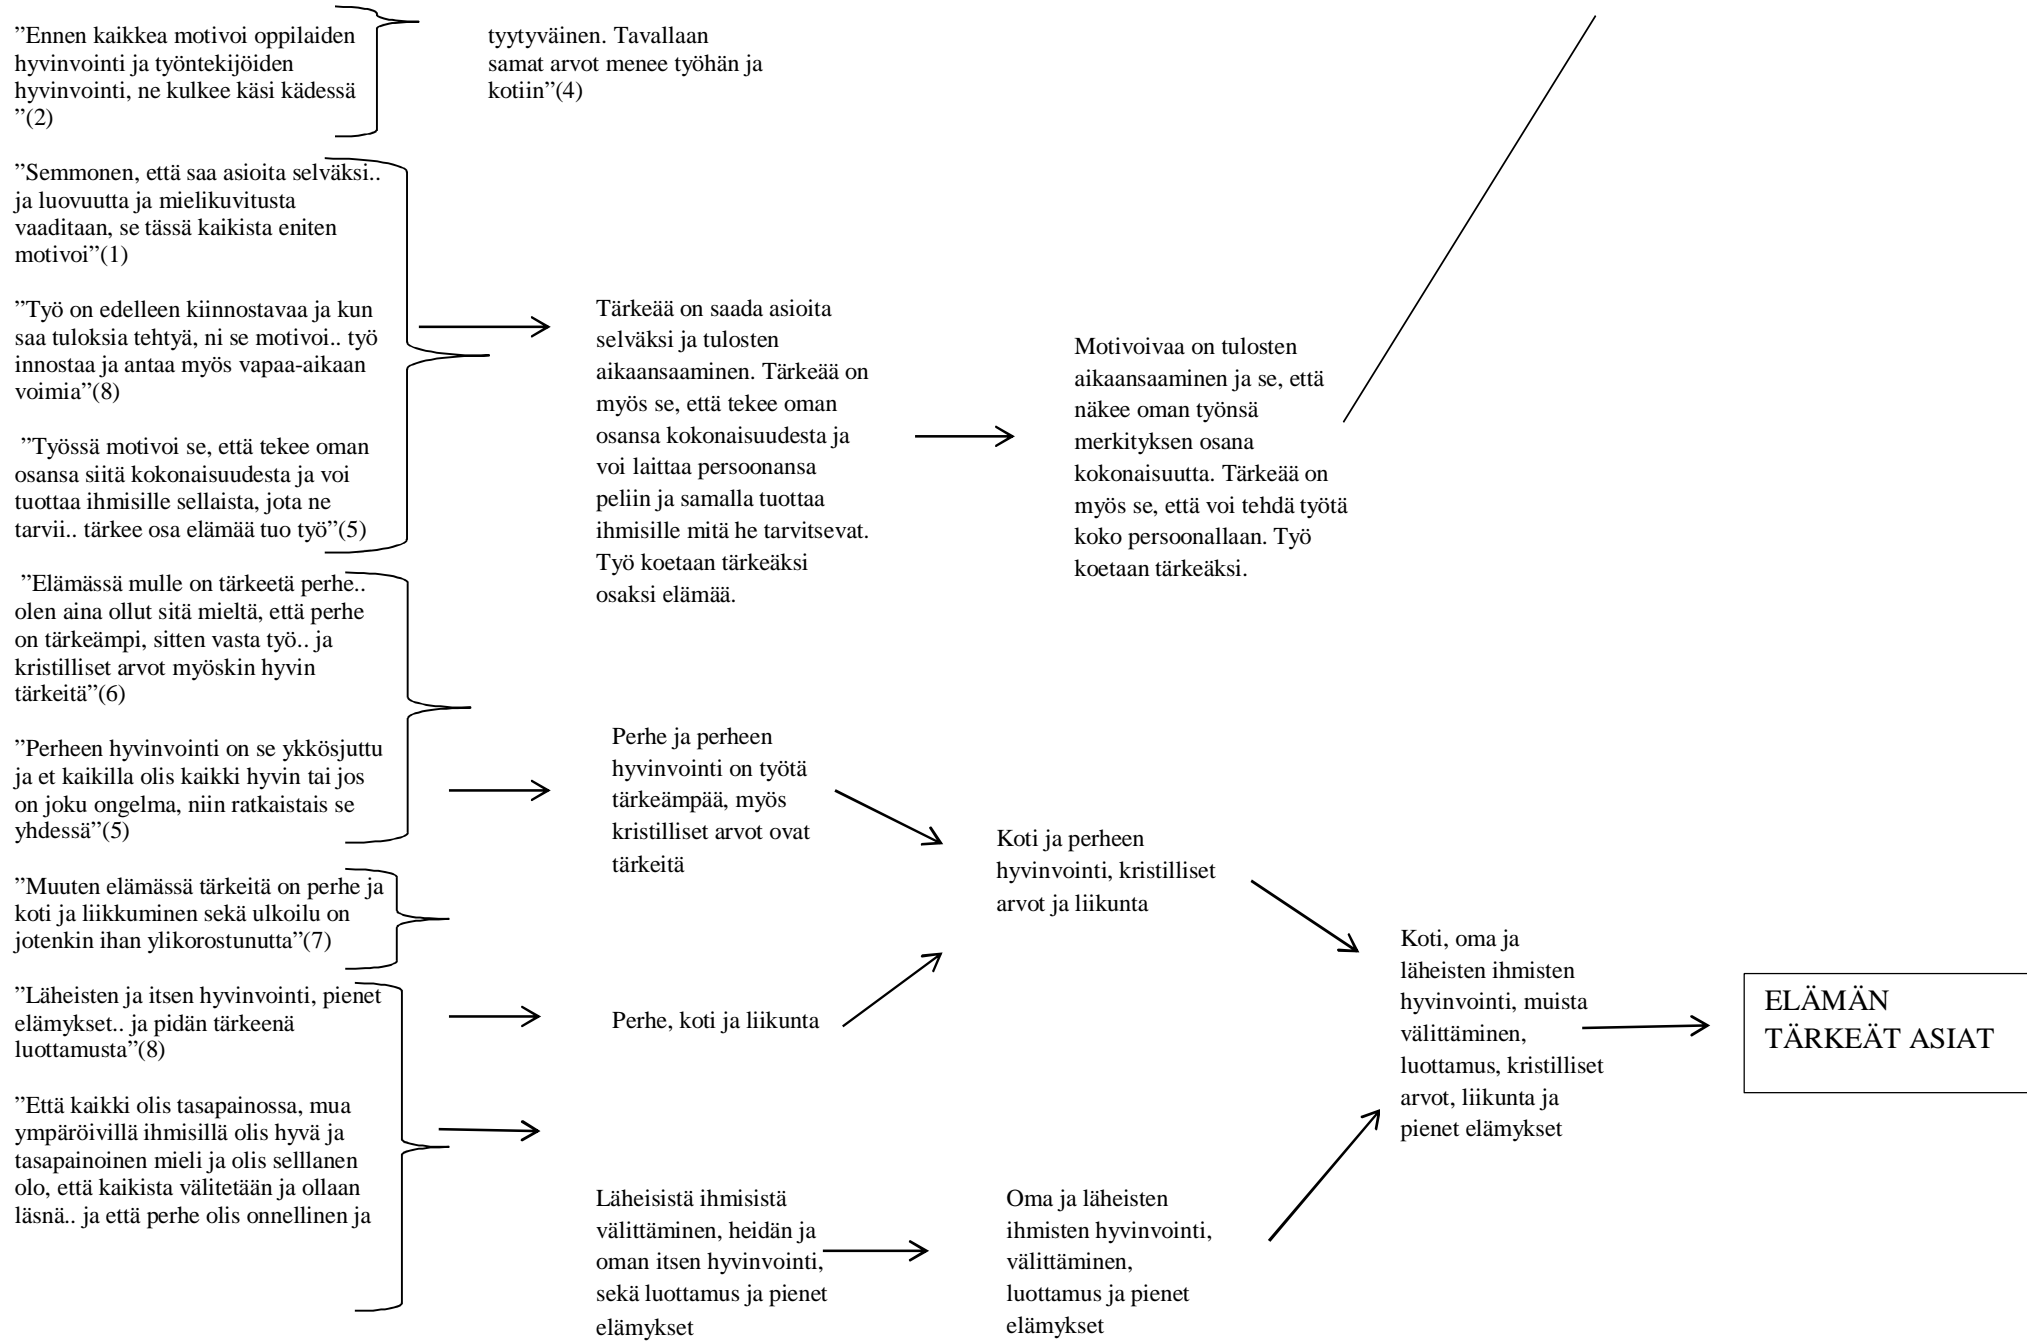 ”Ennen kaikkea motivoi oppilaiden
hyvinvointi ja työntekijöiden
hyvinvointi, ne kulkee käsi kädessä
”(2)
”Semmonen, että saa asioita selväksi..
ja luovuutta ja mielikuvitusta
vaaditaan, se tässä kaikista eniten
motivoi”(1)
”Työ on edelleen kiinnostavaa ja kun
saa tuloksia tehtyä, ni se motivoi.. työ
innostaa ja antaa myös vapaa-aikaan
voimia”(8)
”Työssä motivoi se, että tekee oman
osansa siitä kokonaisuudesta ja voi
tuottaa ihmisille sellaista, jota ne
tarvii.. tärkee osa elämää tuo työ”(5)
”Elämässä mulle on tärkeetä perhe..
olen aina ollut sitä mieltä, että perhe
on tärkeämpi, sitten vasta työ.. ja
kristilliset arvot myöskin hyvin
tärkeitä”(6)
”Perheen hyvinvointi on se ykkösjuttu
ja et kaikilla olis kaikki hyvin tai jos
on joku ongelma, niin ratkaistais se
yhdessä”(5)
”Muuten elämässä tärkeitä on perhe ja
koti ja liikkuminen sekä ulkoilu on
jotenkin ihan ylikorostunutta”(7)
”Läheisten ja itsen hyvinvointi, pienet
elämykset.. ja pidän tärkeenä
luottamusta”(8)
”Että kaikki olis tasapainossa, mua
ympäröivillä ihmisillä olis hyvä ja
tasapainoinen mieli ja olis selllanen
olo, että kaikista välitetään ja ollaan
läsnä.. ja että perhe olis onnellinen ja
tyytyväinen. Tavallaan
samat arvot menee työhän ja
kotiin”(4)
Tärkeää on saada asioita
selväksi ja tulosten
aikaansaaminen. Tärkeää on
myös se, että tekee oman
osansa kokonaisuudesta ja
voi laittaa persoonansa
peliin ja samalla tuottaa
ihmisille mitä he tarvitsevat.
Työ koetaan tärkeäksi
osaksi elämää.
Perhe ja perheen
hyvinvointi on työtä
tärkeämpää, myös
kristilliset arvot ovat
tärkeitä
Perhe, koti ja liikunta
Läheisistä ihmisistä
välittäminen, heidän ja
oman itsen hyvinvointi,
sekä luottamus ja pienet
elämykset
Motivoivaa on tulosten
aikaansaaminen ja se, että
näkee oman työnsä
merkityksen osana
kokonaisuutta. Tärkeää on
myös se, että voi tehdä työtä
koko persoonallaan. Työ
koetaan tärkeäksi.
Koti ja perheen
hyvinvointi, kristilliset
arvot ja liikunta
Oma ja läheisten
ihmisten hyvinvointi,
välittäminen,
luottamus ja pienet
elämykset
Koti, oma ja
läheisten ihmisten
hyvinvointi, muista
välittäminen,
luottamus, kristilliset
arvot, liikunta ja
pienet elämykset
ELÄMÄN
TÄRKEÄT ASIAT